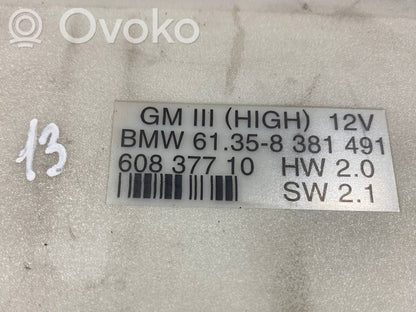 Ovoko
GM III (HIGH) 12V
BMW 61.35-8 381 491
608 377 10 HW 2.0
SW 2.1
13